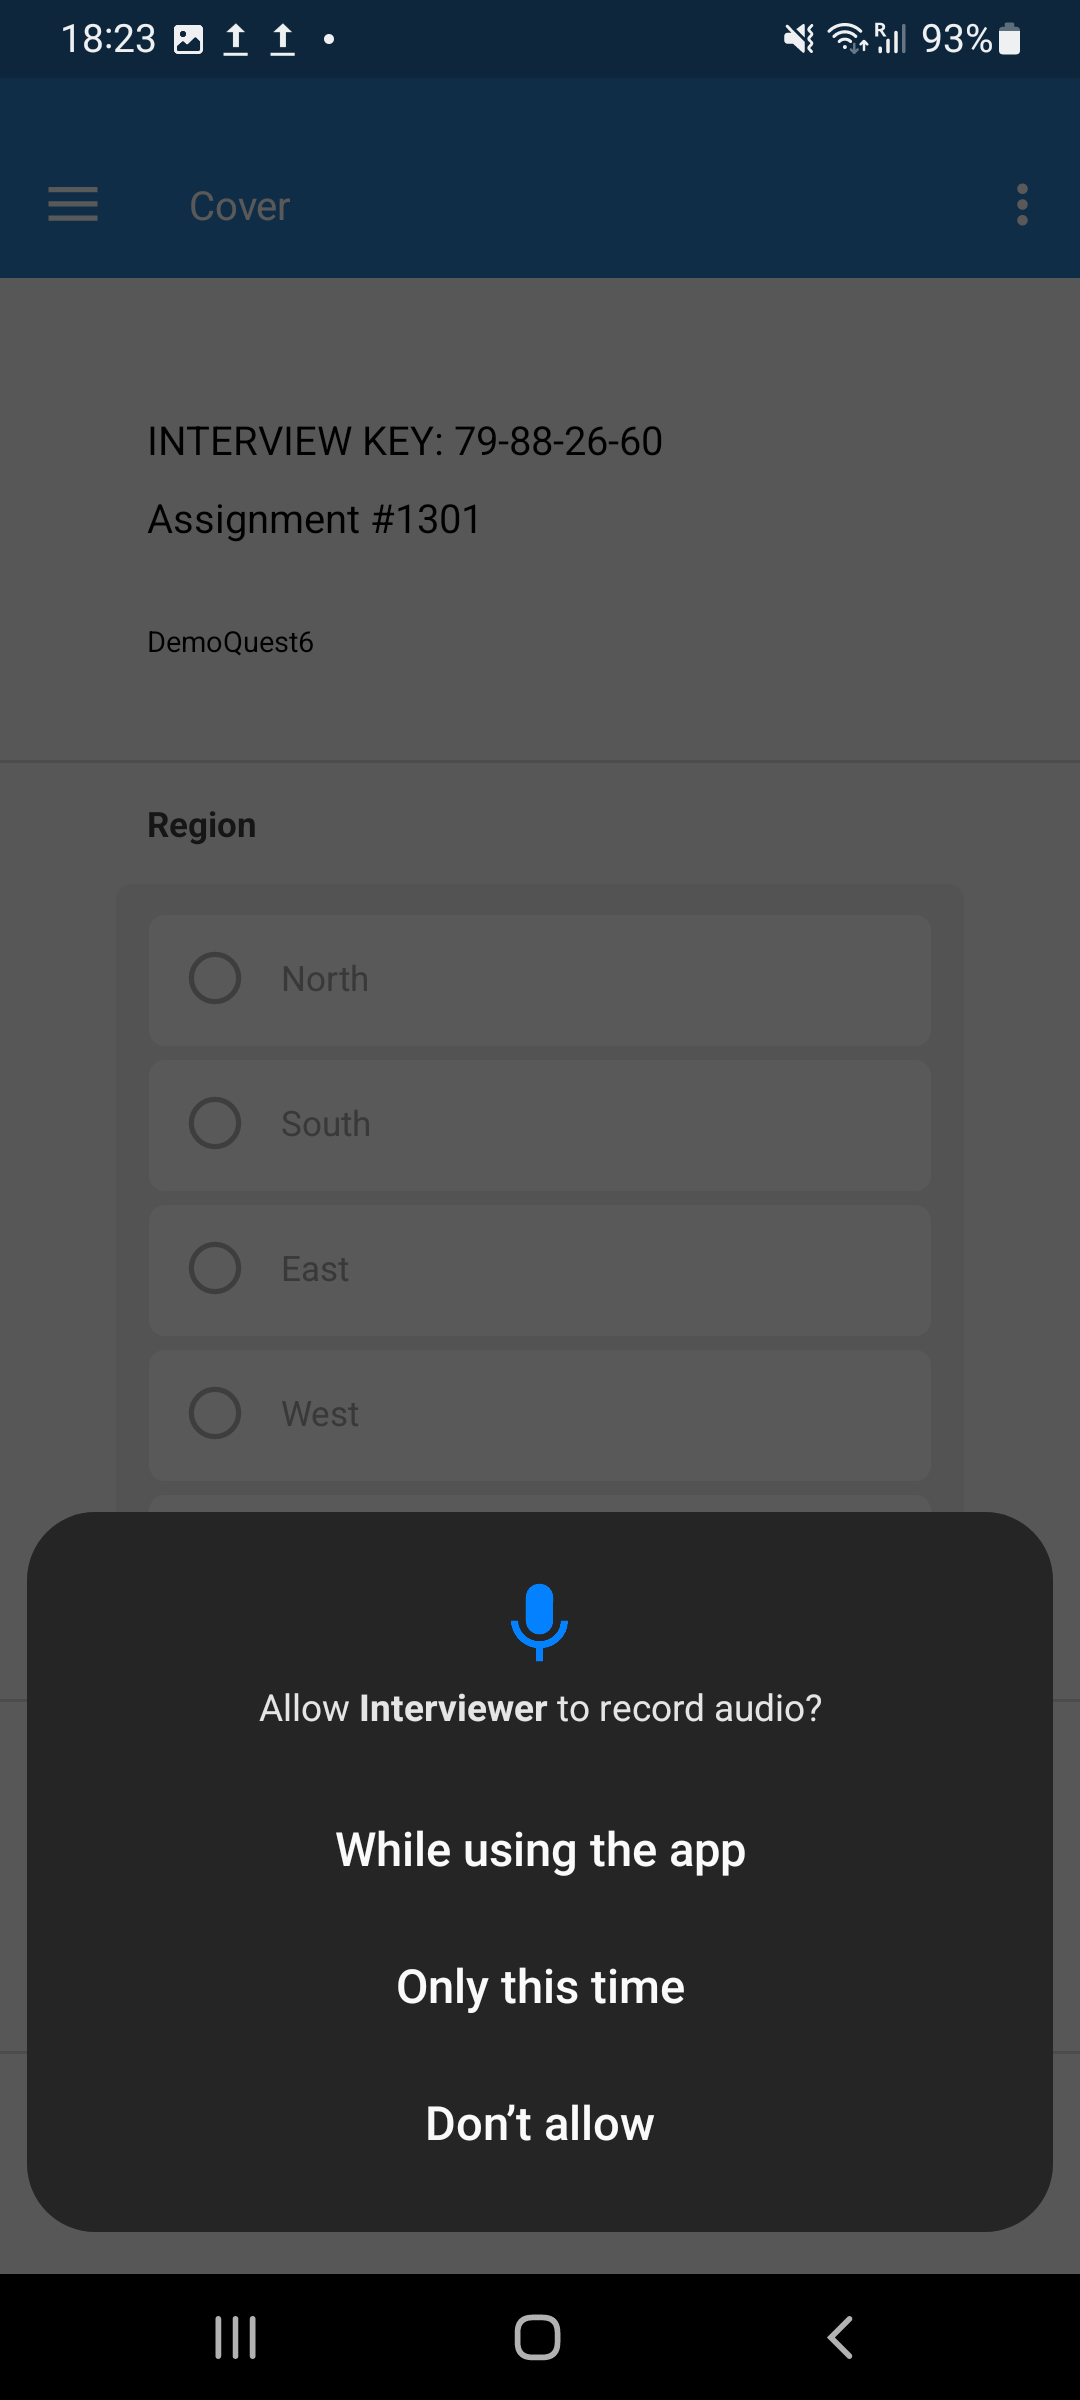 18:23
R
93%
Cover
INTERVIEW KEY: 79-88-26-60
Assignment #1301
DemoQuest6
Region
North
South
East
West
Allow Interviewer to record audio?
While using the app
Only this time
Don’t allow